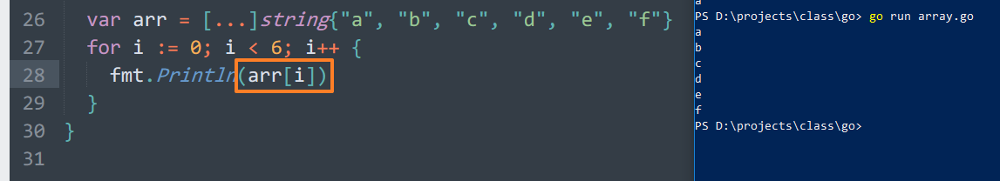 26 var arr = [...]string{"a", "b", "c", "d", "e", "f"}
27 for i := 0; i < 6; i++ {
28 fmt.Println(arr[i])
29 }
30 }
31
a
PS D:\projects\class\go> go run array.go
a
b
c
d
e
f
PS D:\projects\class\go>